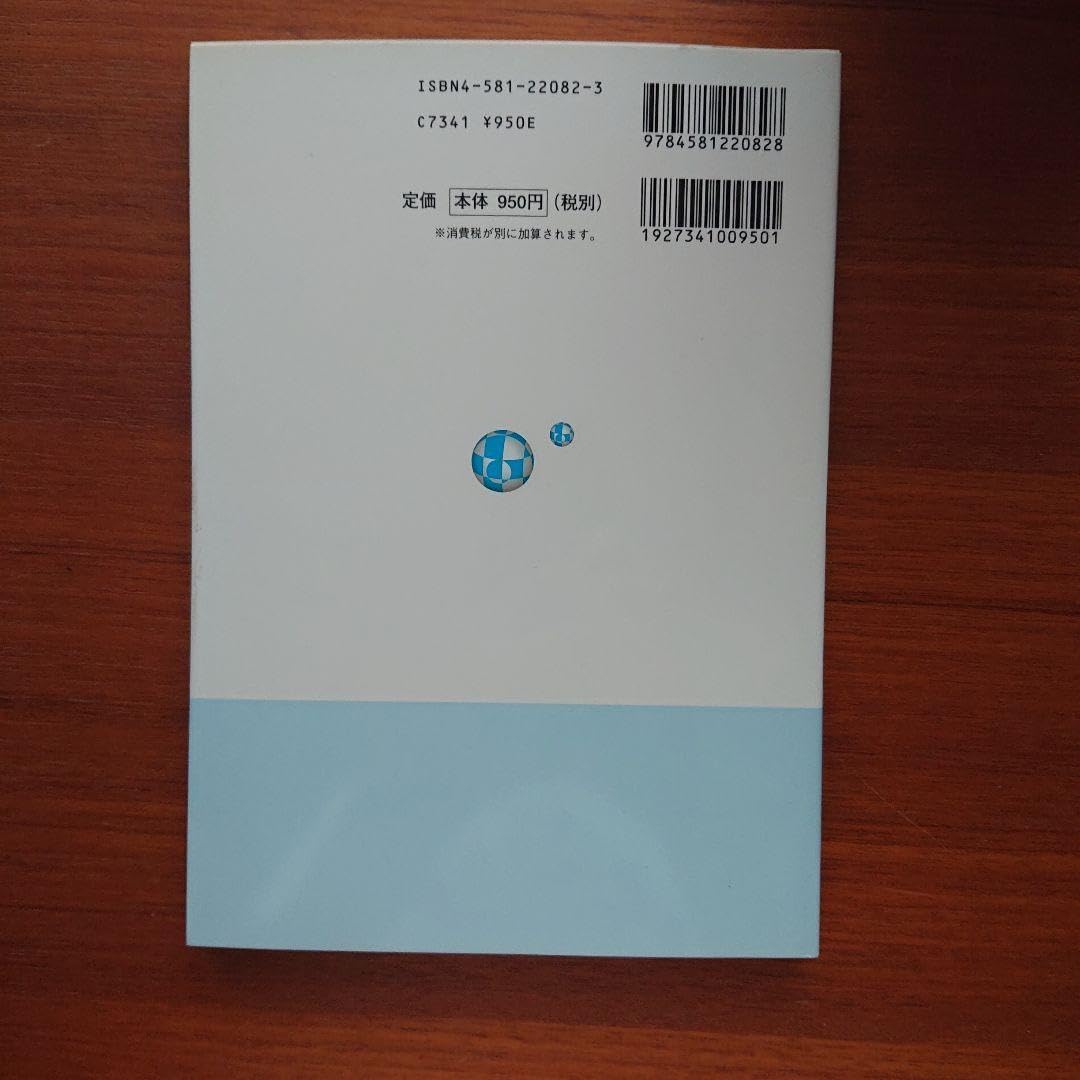 ISBN4-581-22082-3
C7341 ¥950E
9784581220828
定価 本体 950円 (税別)
※消費税が別に加算されます。
1927341009501